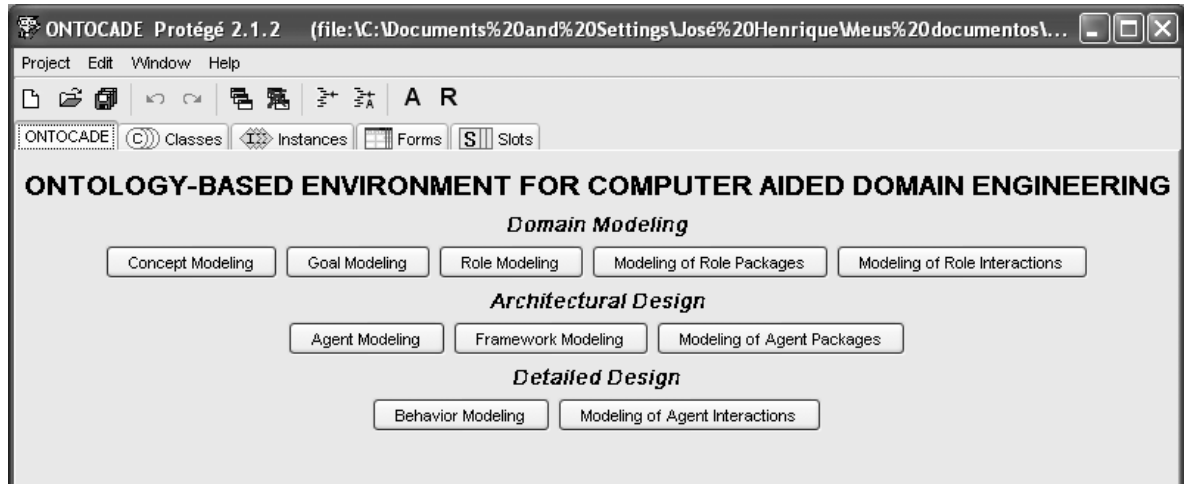 ONTOCADE Protégé 2.1.2 (file:\C:\Documents%20and%20Settings\José%20Henrique\Meus%20documentos\...
Project Edit Window Help
A R
ONTOCADE (C) Classes I Instances Forms S Slots
ONTOLOGY-BASED ENVIRONMENT FOR COMPUTER AIDED DOMAIN ENGINEERING
Domain Modeling
Concept Modeling Goal Modeling Role Modeling Modeling of Role Packages Modeling of Role Interactions
Architectural Design
Agent Modeling Framework Modeling Modeling of Agent Packages
Detailed Design
Behavior Modeling Modeling of Agent Interactions